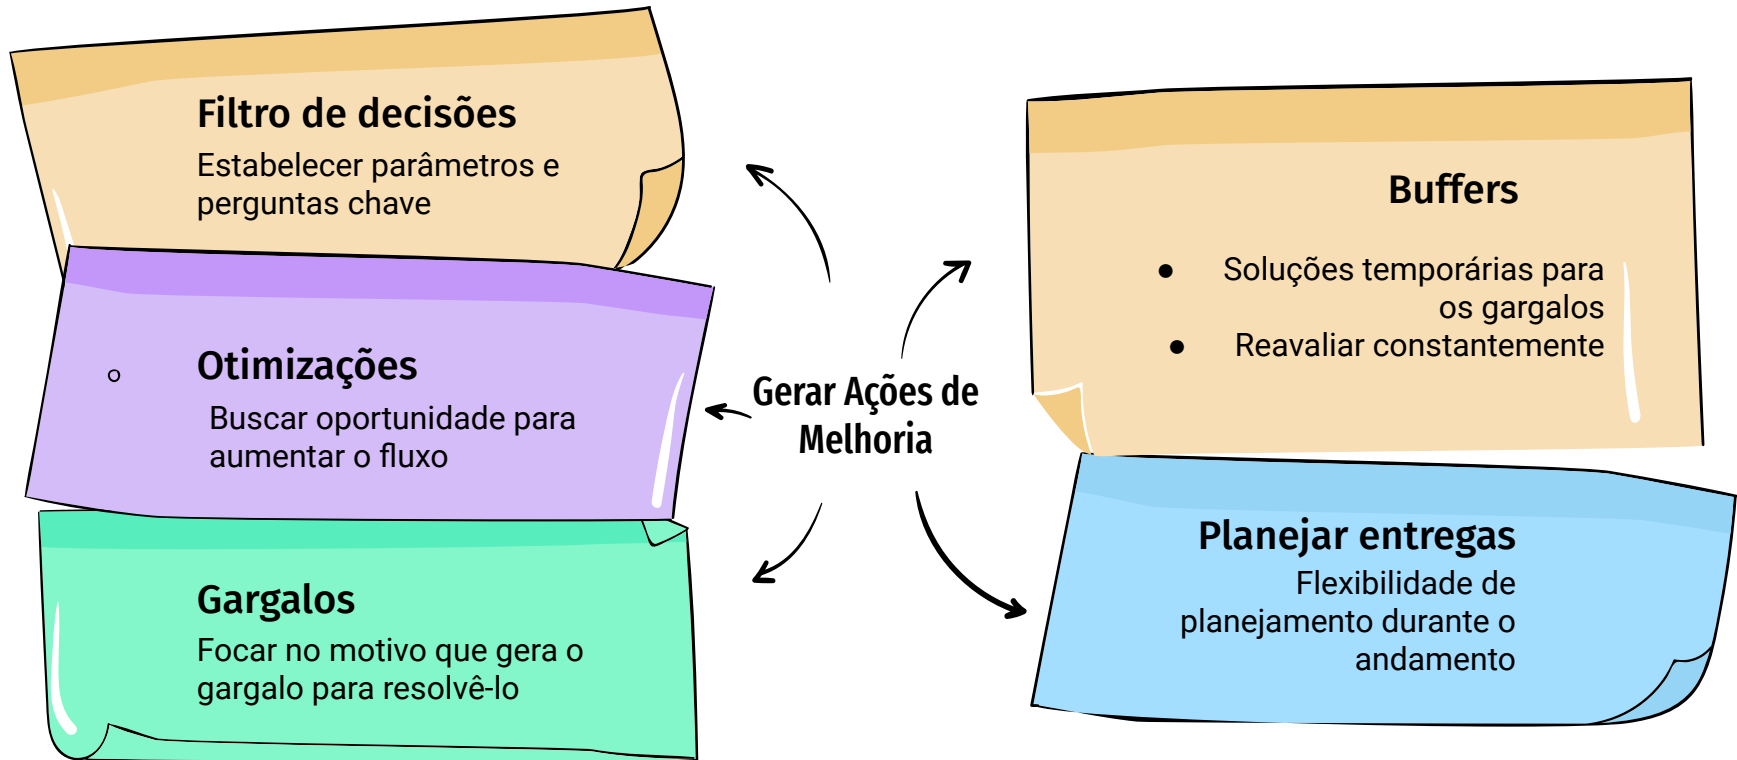 Filtro de decisões
Estabelecer parâmetros e
perguntas chave
Otimizações
Buscar oportunidade para
aumentar o fluxo
Gargalos
Focar no motivo que gera o
gargalo para resolvê-lo
Gerar Ações de
Melhoria
Buffers
● Soluções temporárias para
os gargalos
● Reavaliar constantemente
Planejar entregas
Flexibilidade de
planejamento durante o
andamento